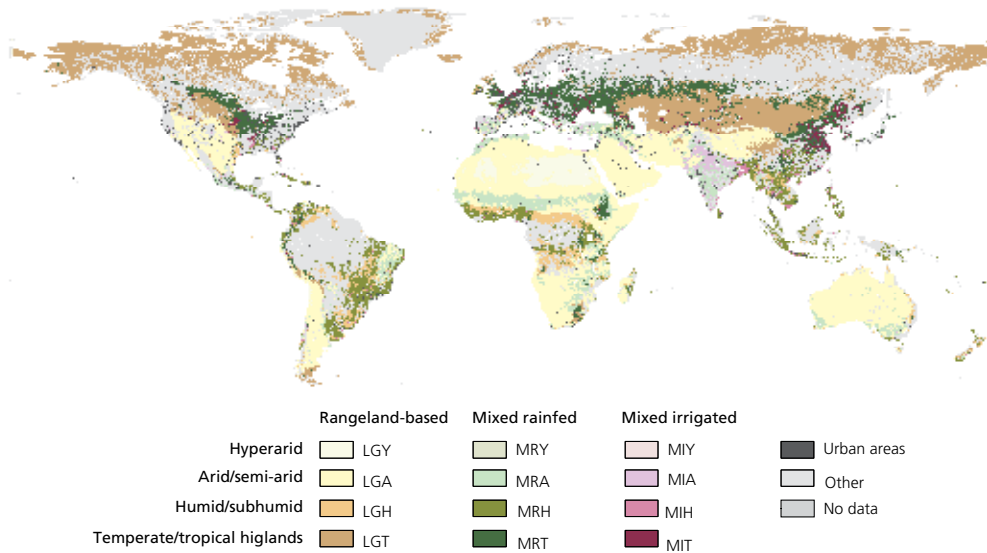 Rangeland-based Mixed rainfed Mixed irrigated
Hyperarid LGY MRY MIY Urban areas
Arid/semi-arid LGA MRA MIA Other
Humid/subhumid LGH MRH MIH No data
Temperate/tropical higlands LGT MRT MIT